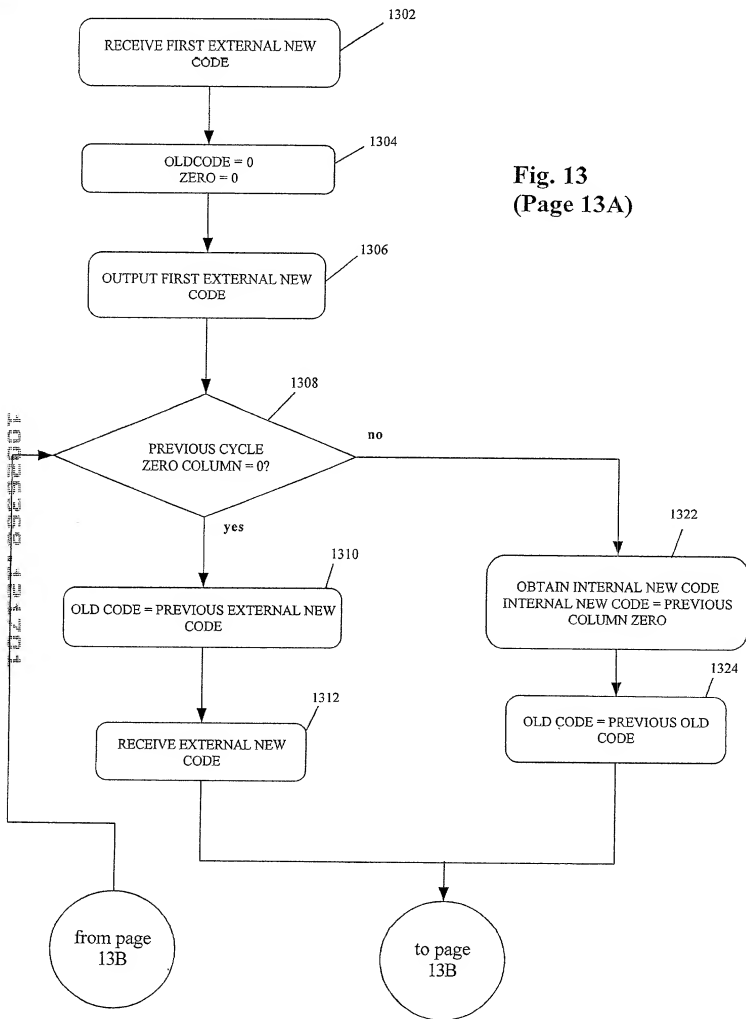 1302
RECEIVE FIRST EXTERNAL NEW
CODE
1304
OLDCODE = 0
ZERO = 0
Fig. 13
(Page 13A)
1306
OUTPUT FIRST EXTERNAL NEW
CODE
1308
PREVIOUS CYCLE
ZERO COLUMN = 0?
no
yes
1310
OLD CODE = PREVIOUS EXTERNAL NEW
CODE
1322
OBTAIN INTERNAL NEW CODE
INTERNAL NEW CODE = PREVIOUS
COLUMN ZERO
1312
RECEIVE EXTERNAL NEW
CODE
1324
OLD CODE = PREVIOUS OLD
CODE
from page
13B
to page
13B